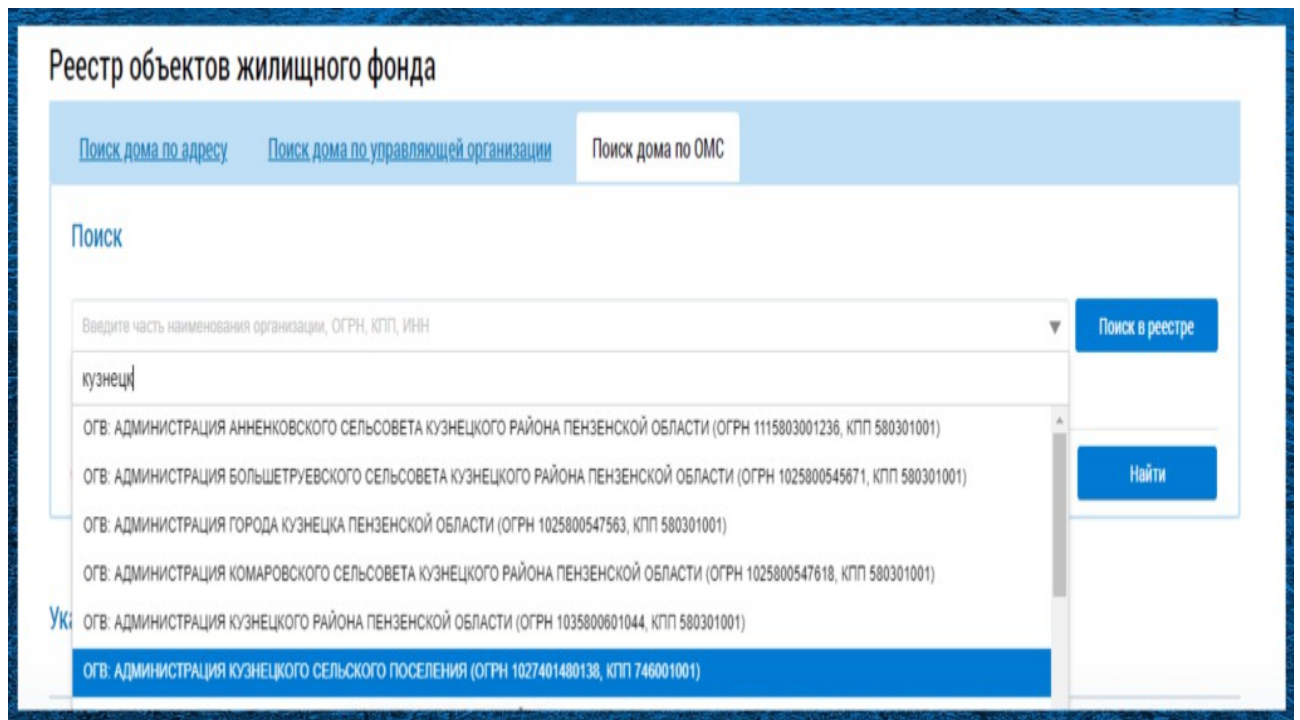 Реестр объектов жилищного фонда
Поиск дома по адресу Поиск дома по управляющей организации Поиск дома по ОМС
Поиск
Введите часть наименования организации, ОГРН, КПП, ИНН
Поиск в реестре
кузнецк
ОГВ: АДМИНИСТРАЦИЯ АННЕНКОВСКОГО СЕЛЬСОВЕТА КУЗНЕЦКОГО РАЙОНА ПЕНЗЕНСКОЙ ОБЛАСТИ (ОГРН 1115803001236, КПП 580301001)
ОГВ: АДМИНИСТРАЦИЯ БОЛЬШЕТРУЕВСКОГО СЕЛЬСОВЕТА КУЗНЕЦКОГО РАЙОНА ПЕНЗЕНСКОЙ ОБЛАСТИ (ОГРН 1025800545671, КПП 580301001)
Найти
ОГВ: АДМИНИСТРАЦИЯ ГОРОДА КУЗНЕЦКА ПЕНЗЕНСКОЙ ОБЛАСТИ (ОГРН 1025800547563, КПП 580301001)
ОГВ: АДМИНИСТРАЦИЯ КОМАРОВСКОГО СЕЛЬСОВЕТА КУЗНЕЦКОГО РАЙОНА ПЕНЗЕНСКОЙ ОБЛАСТИ (ОГРН 1025800547618, КПП 580301001)
ОГВ: АДМИНИСТРАЦИЯ КУЗНЕЦКОГО РАЙОНА ПЕНЗЕНСКОЙ ОБЛАСТИ (ОГРН 1035800601044, КПП 580301001)
ОГВ: АДМИНИСТРАЦИЯ КУЗНЕЦКОГО СЕЛЬСКОГО ПОСЕЛЕНИЯ (ОГРН 1027401480138, КПП 746001001)